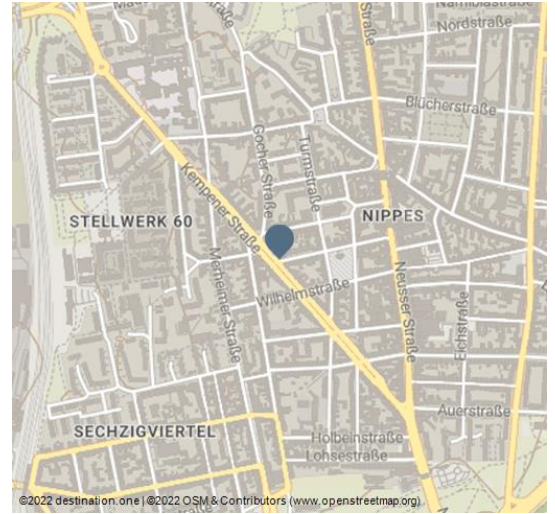 Nordstraße
Blücherstraße
Gocher Straße
Turmstraße
Kempener Straße
NIPPES
STELLWERK 60
Merheimer Straße
Wilhelmstraße
Neusser Straße
Eichstraße
Auerstraße
SECHZIGVIERTEL
Holbeinstraße
Lohsestraße
©2022 destination.one | ©2022 OSM & Contributors (www.openstreetmap.org)